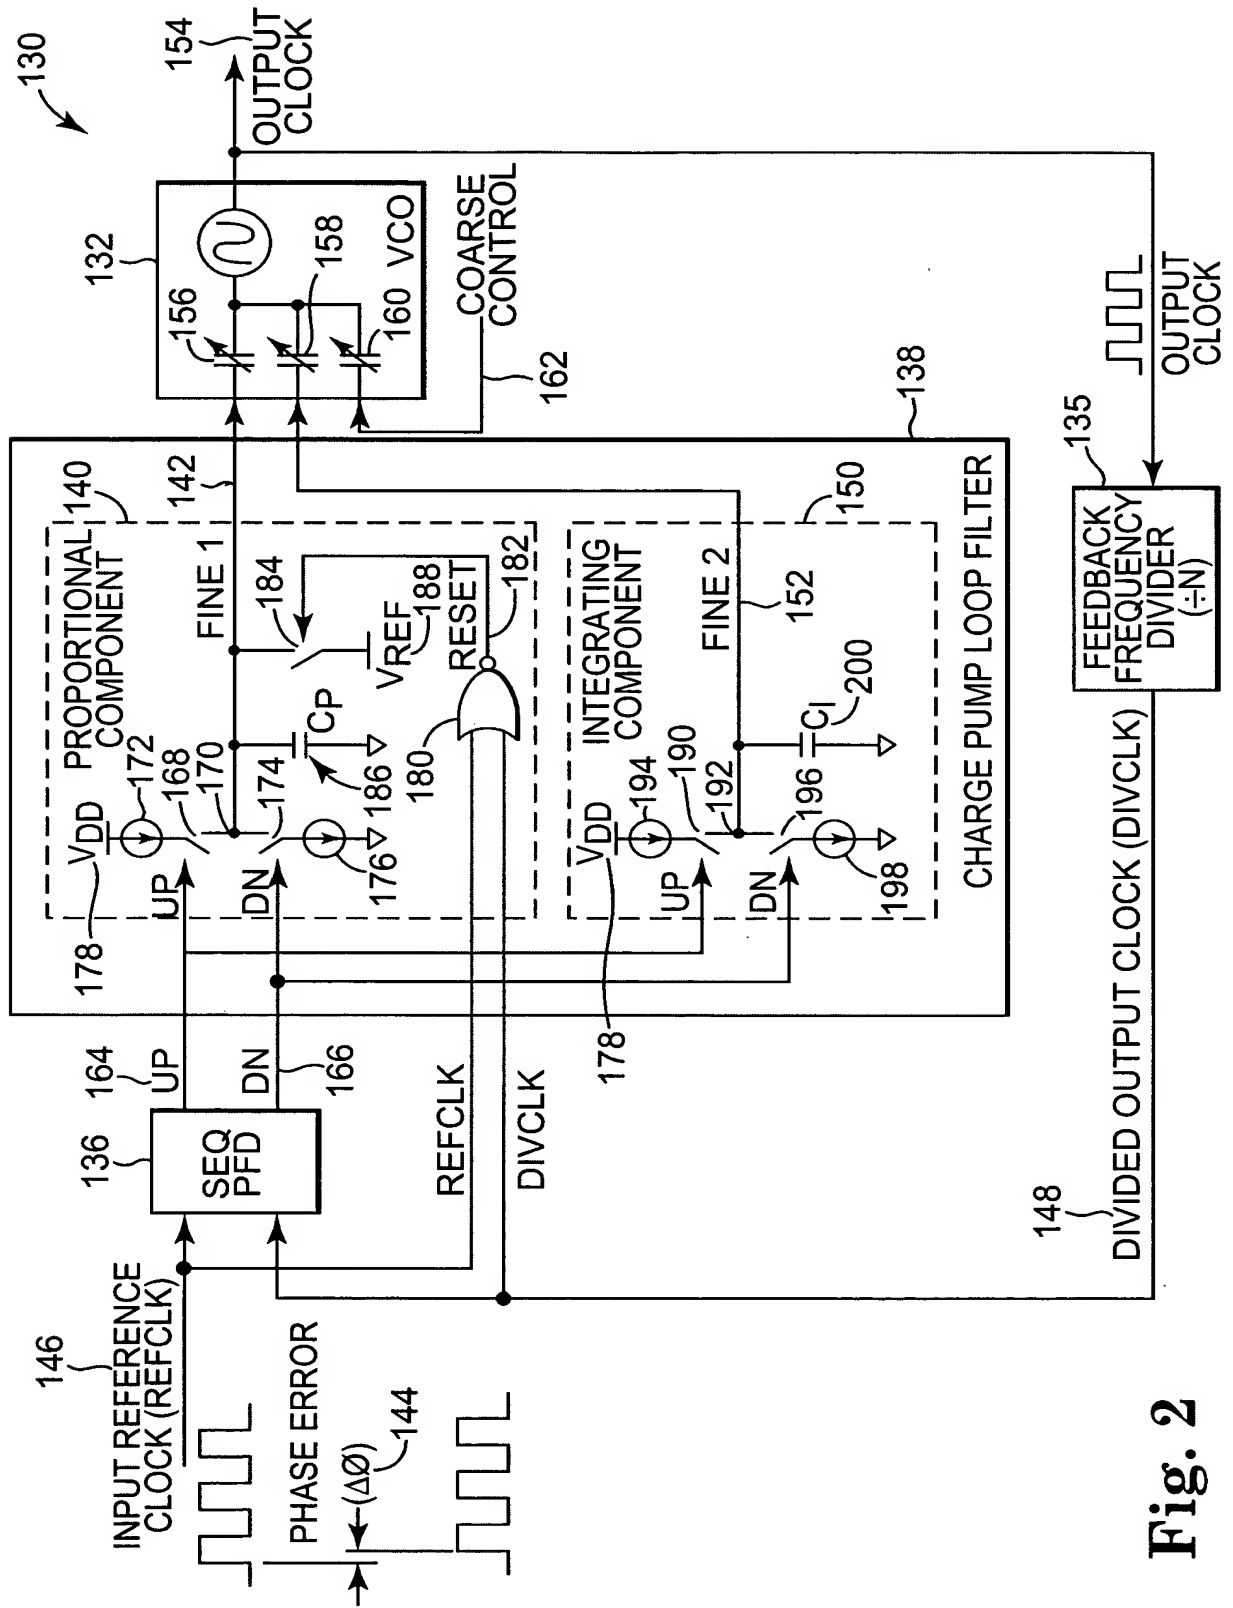 130
154
OUTPUT
CLOCK
132
156
158
160
VCO
COARSE
CONTROL
162
138
142
140
PROPORTIONAL
COMPONENT
FINE 1
184
VREF
188
RESET
182
VDD
172
168
170
174
CP
186
180
176
178
UP
DN
150
INTEGRATING
COMPONENT
FINE 2
152
VDD
194
190
192
196
CI
200
198
178
UP
DN
CHARGE PUMP LOOP FILTER
164
UP
DN
166
136
SEQ
PFD
REFCLK
DIVCLK
146
INPUT REFERENCE
CLOCK (REFCLK)
PHASE ERROR
(ΔØ)
144
OUTPUT
CLOCK
135
FEEDBACK
FREQUENCY
DIVIDER
(÷N)
148
DIVIDED OUTPUT CLOCK (DIVCLK)
Fig. 2